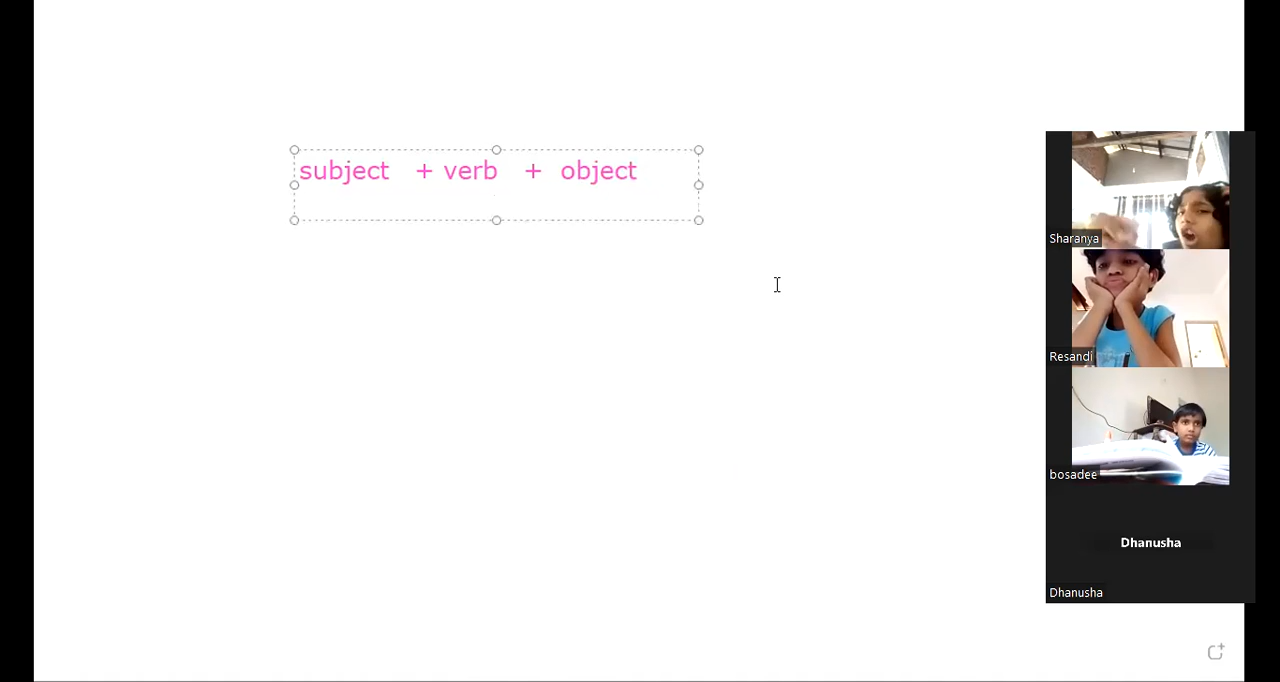 subject + verb + object
Sharanya
Resandi
bosadee
Dhanusha
Dhanusha